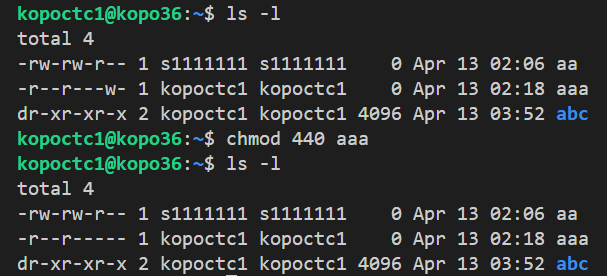 kopoctc1@kopo36:~$ ls -l
total 4
-rw-rw-r-- 1 s1111111 s1111111    0 Apr 13 02:06 aa
-r--r---w- 1 kopoctc1 kopoctc1    0 Apr 13 02:18 aaa
dr-xr-xr-x 2 kopoctc1 kopoctc1 4096 Apr 13 03:52 abc
kopoctc1@kopo36:~$ chmod 440 aaa
kopoctc1@kopo36:~$ ls -l
total 4
-rw-rw-r-- 1 s1111111 s1111111    0 Apr 13 02:06 aa
-r--r----- 1 kopoctc1 kopoctc1    0 Apr 13 02:18 aaa
dr-xr-xr-x 2 kopoctc1 kopoctc1 4096 Apr 13 03:52 abc